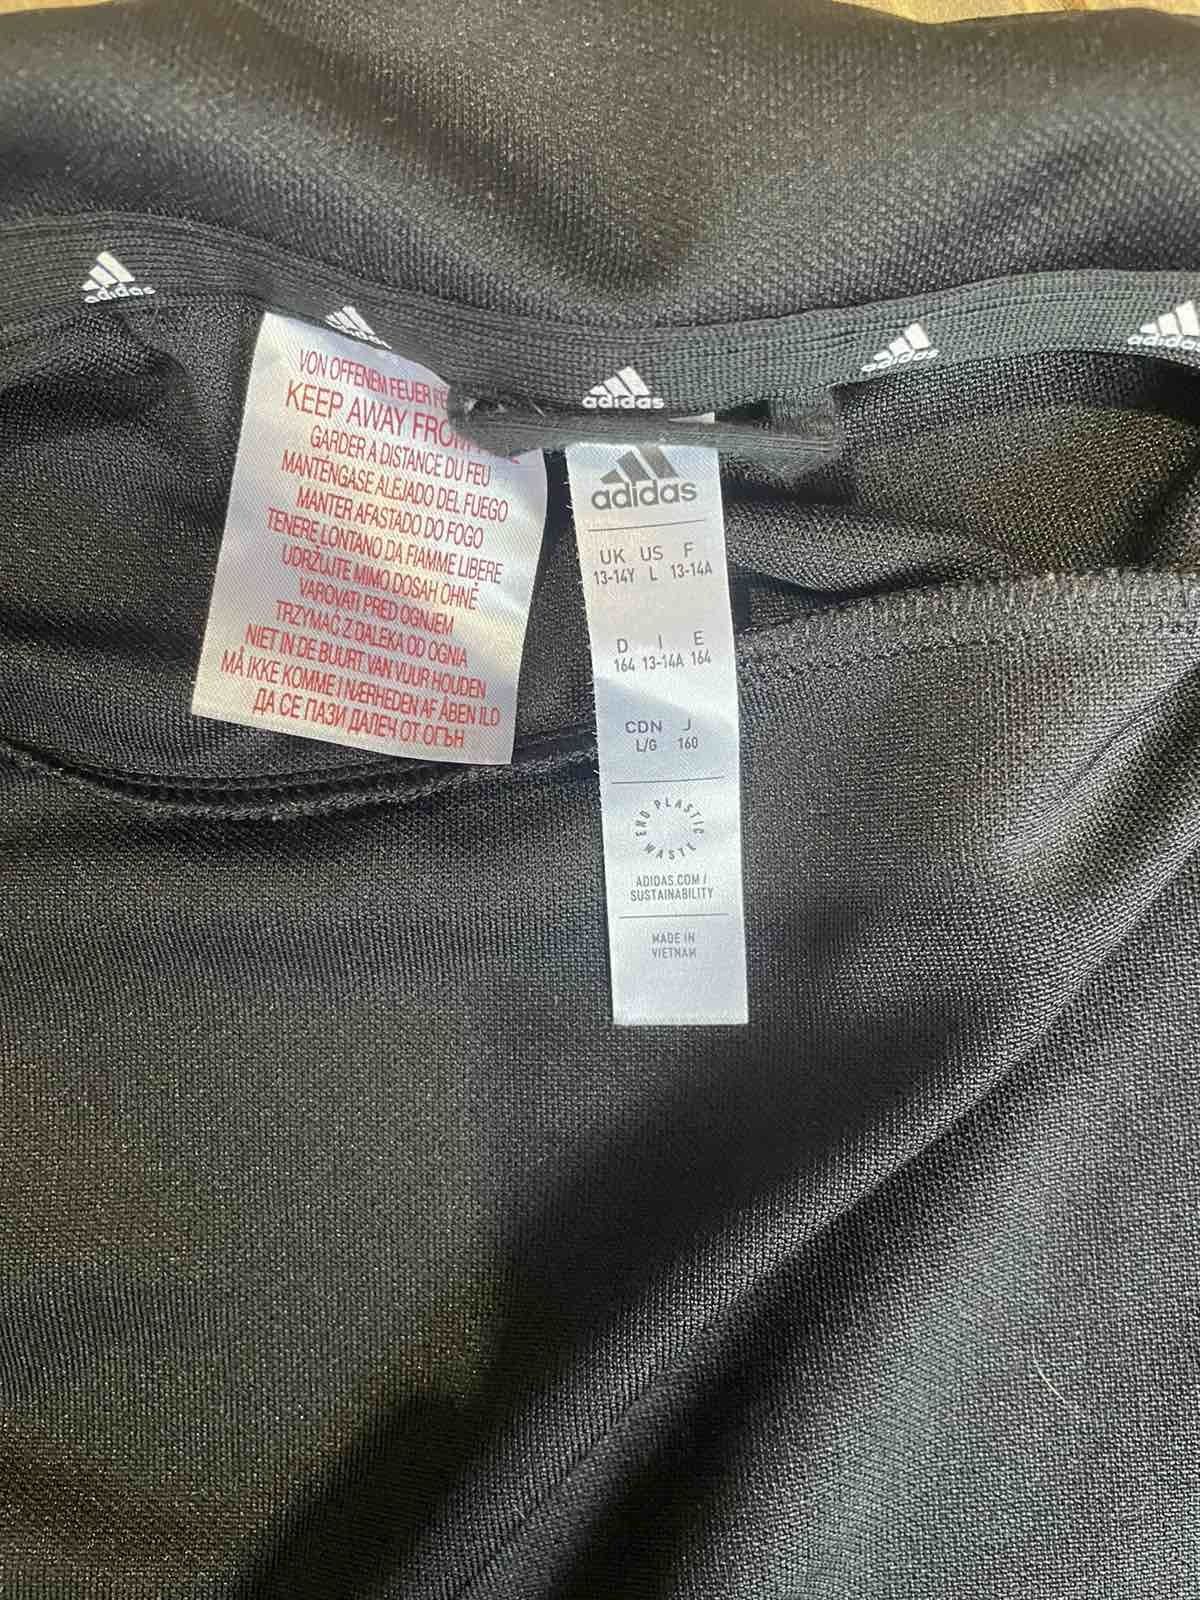 adidas
adidas
adidas
adidas
adidas
VON OFFENEM FEUER
KEEP AWAY FROM
GARDER A DISTANCE DU FEU
MANTENGASE ALEJADO DEL FUEGO
MANTER AFASTADO DO FOGO
TENERE LONTANO DA FIAMME LIBERE
UDRŽUJTE MIMO DOSAH OHNĚ
VAROVATI PRED OGNJEM
TRZYMAĆ Z DALEKA OD OGNIA
NIET IN DE BUURT VAN VUUR HOUDEN
MÅ IKKE KOMME I NÆRHEDEN AF ÅBEN ILD
ДА СЕ ПАЗИ ДАЛЕЧ ОТ ОГЪН
adidas
UK US F
13-14Y L 13-14A
D I E
164 13-14A 164
CDN J
L/G 160
END PLASTIC WASTE
ADIDAS.COM/
SUSTAINABILITY
MADE IN
VIETNAM